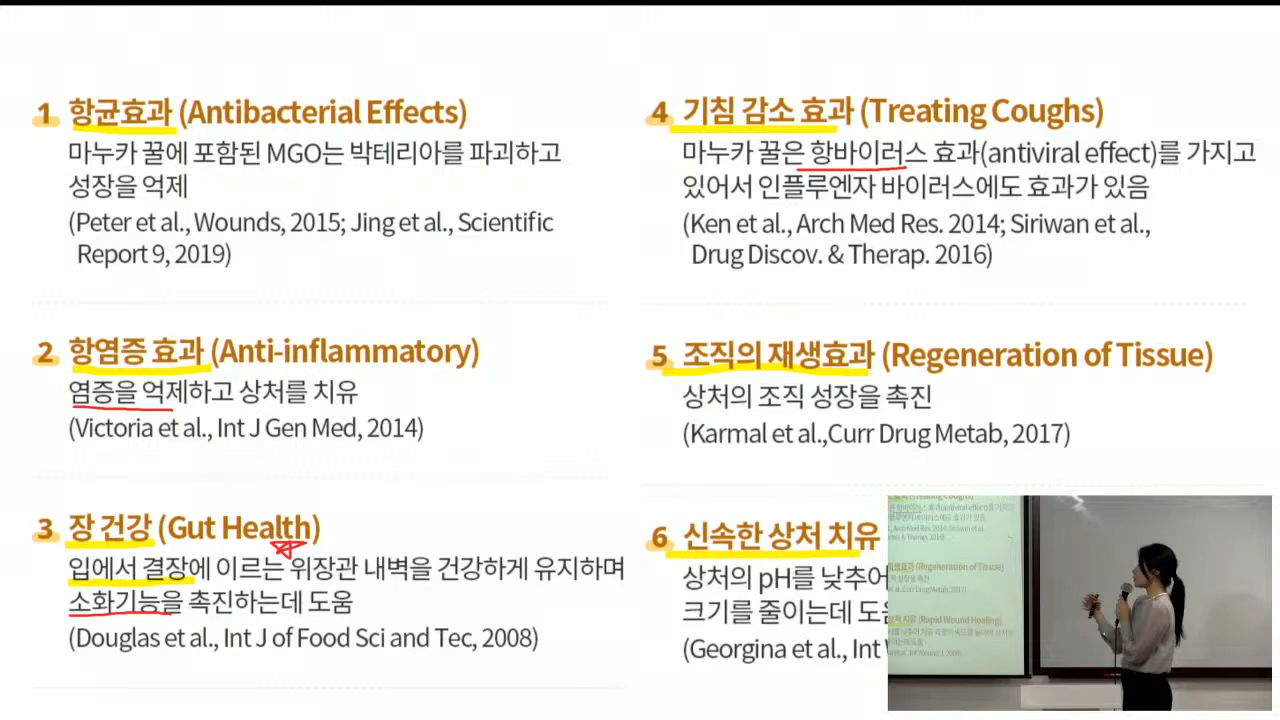 1 항균효과 (Antibacterial Effects)
마누카 꿀에 포함된 MGO는 박테리아를 파괴하고
성장을 억제
(Peter et al., Wounds, 2015; Jing et al., Scientific
Report 9, 2019)
2 항염증 효과 (Anti-inflammatory)
염증을 억제하고 상처를 치유
(Victoria et al., Int J Gen Med, 2014)
3 장 건강 (Gut Health)
입에서 결장에 이르는 위장관 내벽을 건강하게 유지하며
소화기능을 촉진하는데 도움
(Douglas et al., Int J of Food Sci and Tec, 2008)
4 기침 감소 효과 (Treating Coughs)
마누카 꿀은 항바이러스 효과(antiviral effect)를 가지고
있어서 인플루엔자 바이러스에도 효과가 있음
(Ken et al., Arch Med Res. 2014; Siriwan et al.,
Drug Discov. & Therap. 2016)
5 조직의 재생효과 (Regeneration of Tissue)
상처의 조직 성장을 촉진
(Karmal et al.,Curr Drug Metab, 2017)
6 신속한 상처 치유
상처의 pH를 낮추어
크기를 줄이는데
(Georgina et al., Int
(Treating Coughs)
(Regeneration of Tissue)
(Rapid Wound Healing)